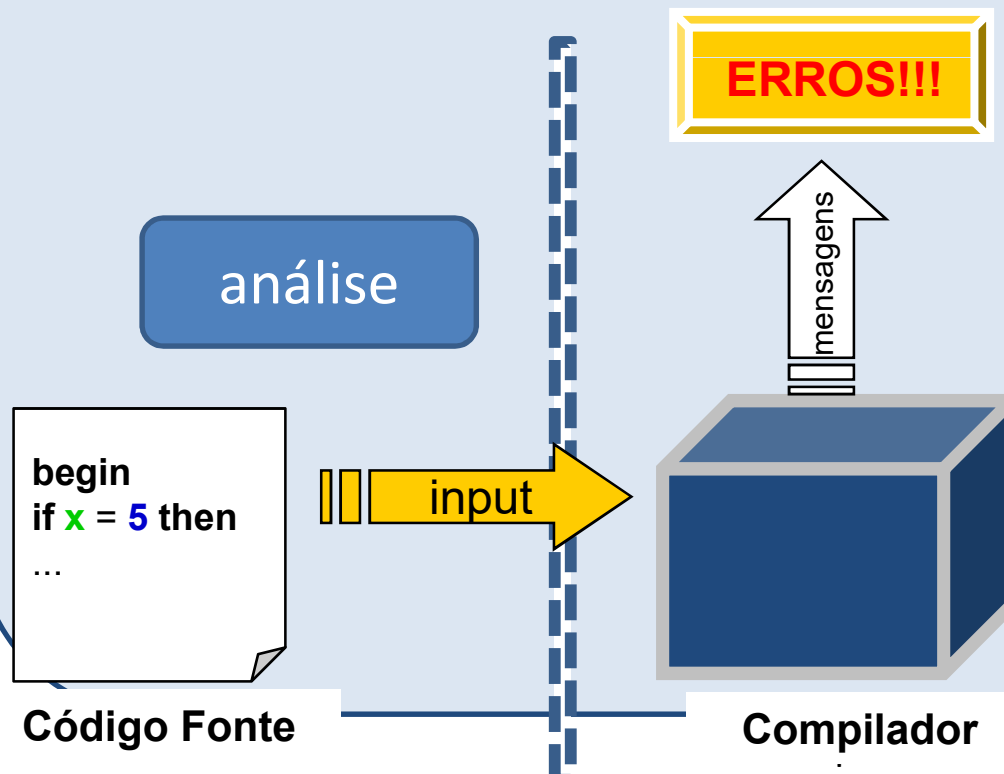 ERROS!!!
mensagens
análise
begin
if x = 5 then
...
input
Código Fonte
Compilador